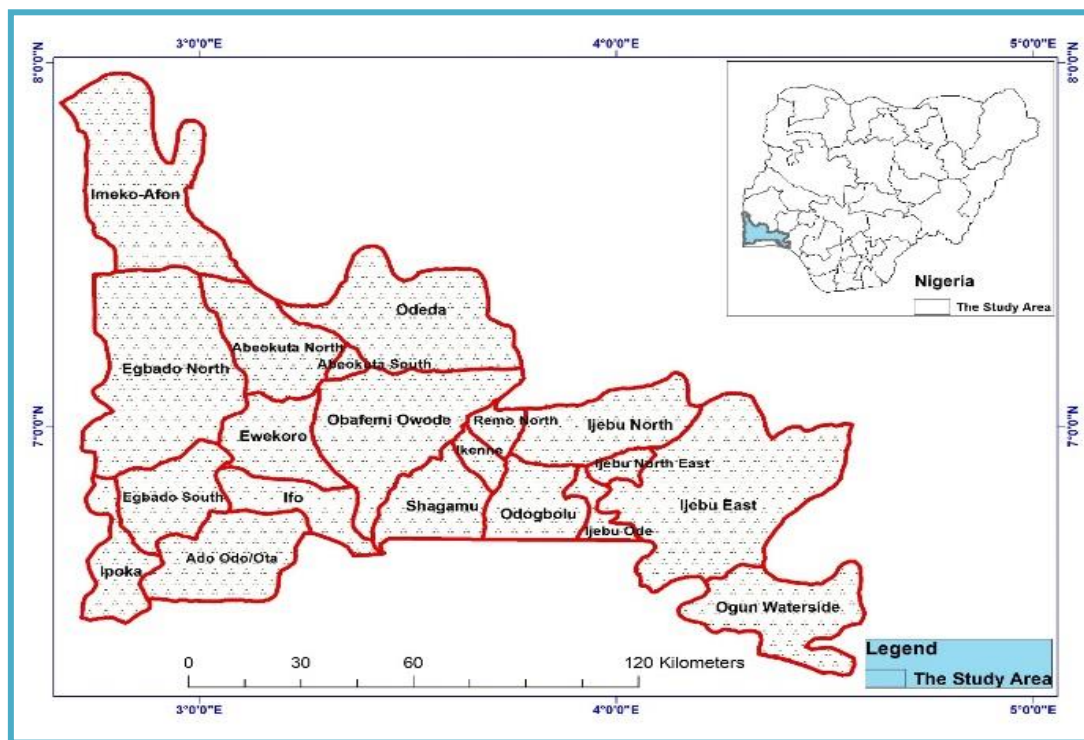 3°0'0"E 4°0'0"E 5°0'0"E
8°0'0"N 8°0'0"N
Imeko-Afon
Nigeria
The Study Area
Odeda
Abeokuta North
Abeokuta South
Egbado North
Obafemi Owode
Remo North
Ijebu North
7°0'0"N 7°0'0"N
Ewekoro
Ikenne
Ijebu North East
Egbado South
Ifo
Shagamu
Odogbolu
Ijebu East
Ijebu Ode
Ado Odo/Ota
Ipoka
Ogun Waterside
0 30 60 120 Kilometers
Legend
The Study Area
3°0'0"E 4°0'0"E 5°0'0"E